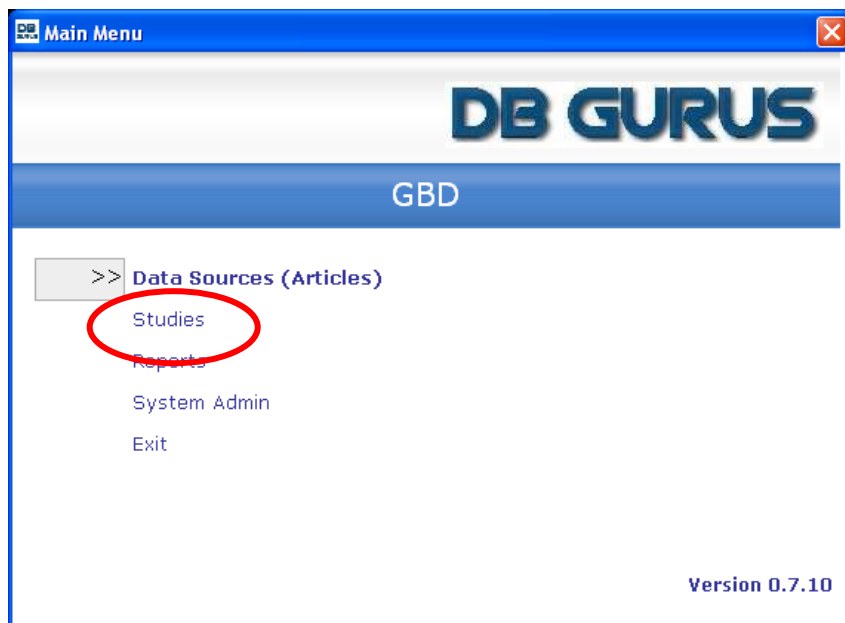 Main Menu
DB GURUS
GBD
>> Data Sources (Articles)
Studies
Reports
System Admin
Exit
Version 0.7.10